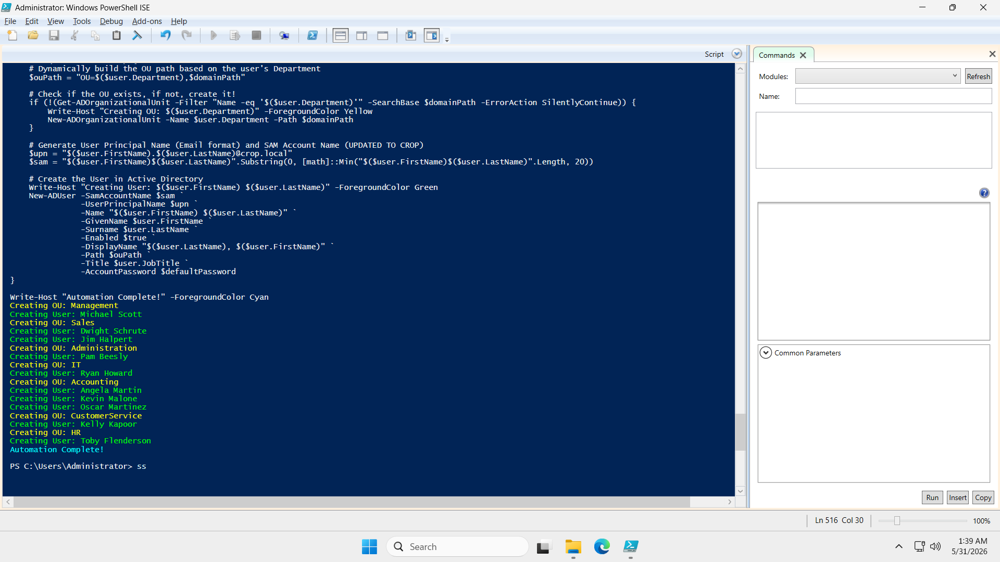 Administrator: Windows PowerShell ISE
File Edit View Tools Debug Add-ons Help
Script
Commands
Modules:
Refresh
Name:
# Dynamically build the OU path based on the user's Department
$ouPath = "OU=$($user.Department),$domainPath"
# Check if the OU exists, if not, create it!
if (!(Get-ADOrganizationalUnit -Filter "Name -eq '$($user.Department)'" -SearchBase $domainPath -ErrorAction SilentlyContinue)) {
Write-Host "Creating OU: $($user.Department)" -ForegroundColor Yellow
New-ADOrganizationalUnit -Name $user.Department -Path $domainPath
}
# Generate User Principal Name (Email format) and SAM Account Name (UPDATED TO CROP)
$upn = "$($user.FirstName).$($user.LastName)@crop.local"
$sam = "$($user.FirstName)$($user.LastName)".Substring(0, [math]::Min("$($user.FirstName)$($user.LastName)".Length, 20))
# Create the User in Active Directory
Write-Host "Creating User: $($user.FirstName) $($user.LastName)" -ForegroundColor Green
New-ADUser -SamAccountName $sam `
-UserPrincipalName $upn `
-Name "$($user.FirstName) $($user.LastName)" `
-GivenName $user.FirstName `
-Surname $user.LastName `
-Enabled $true `
-DisplayName "$($user.LastName), $($user.FirstName)" `
-Path $ouPath `
-Title $user.JobTitle `
-AccountPassword $defaultPassword
}
Write-Host "Automation Complete!" -ForegroundColor Cyan
Creating OU: Management
Creating User: Michael Scott
Creating OU: Sales
Creating User: Dwight Schrute
Creating User: Jim Halpert
Creating OU: Administration
Creating User: Pam Beesly
Creating OU: IT
Creating User: Ryan Howard
Creating OU: Accounting
Creating User: Angela Martin
Creating User: Kevin Malone
Creating User: Oscar Martinez
Creating OU: CustomerService
Creating User: Kelly Kapoor
Creating OU: HR
Creating User: Toby Flenderson
Automation Complete!
PS C:\Users\Administrator> ss
Common Parameters
Run Insert Copy
Ln 516 Col 30
100%
Search
1:39 AM
5/31/2026